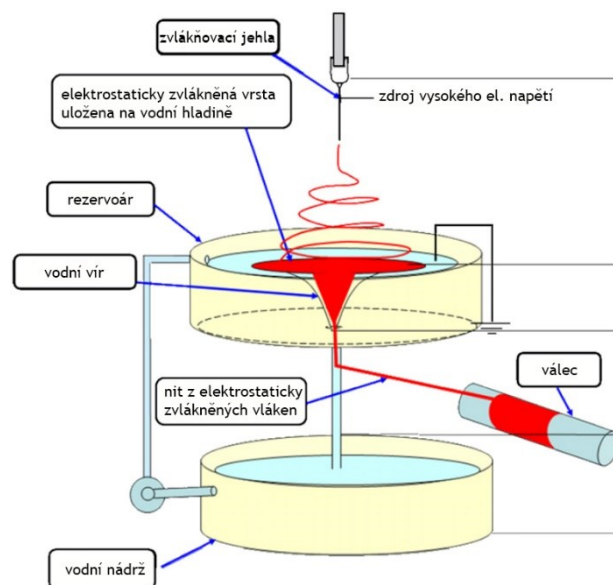 zvlákňovací jehla
zdroj vysokého el. napětí
elektrostaticky zvlákněná vrsta
uložena na vodní hladině
rezervoár
vodní vír
nit z elektrostaticky
zvlákněných vláken
válec
vodní nádrž